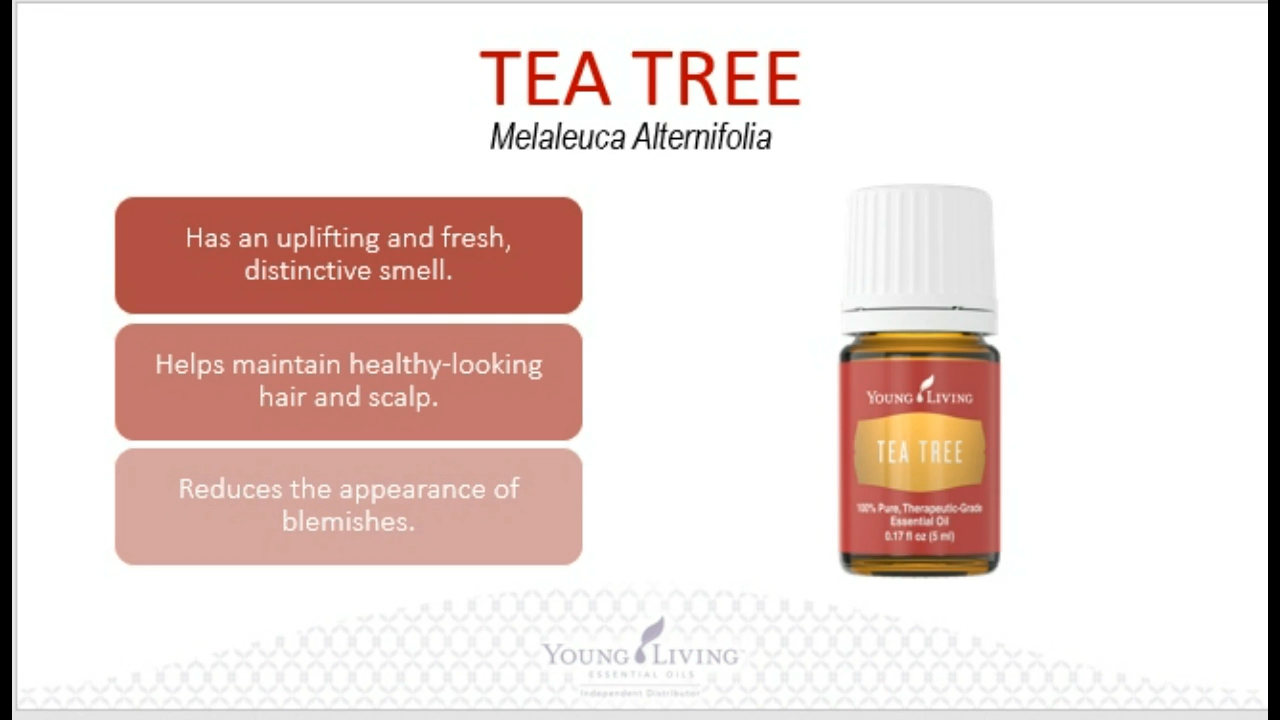 TEA TREE
Melaleuca Alternifolia
Has an uplifting and fresh,
distinctive smell.
Helps maintain healthy-looking
hair and scalp.
Reduces the appearance of
blemishes.
YOUNG LIVING
TEA TREE
100% Pure, Therapeutic-Grade
Essential Oil
0.17 fl oz (5 ml)
YOUNG LIVING
ESSENTIAL OILS
Independent Distributor